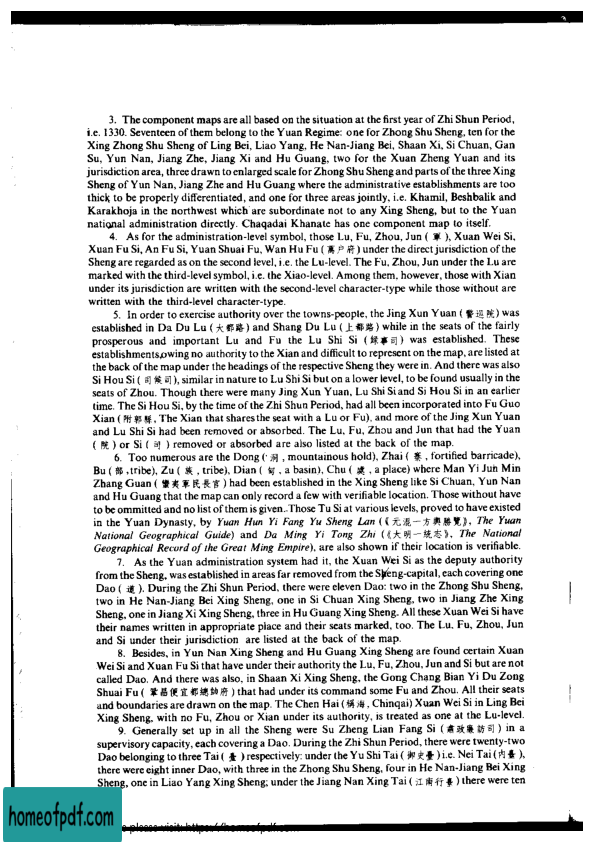 3. The component maps are all based on the situation at the first year of Zhi Shun Period,
i.e. 1330. Seventeen of them belong to the Yuan Regime: one for Zhong Shu Sheng, ten for the
Xing Zhong Shu Sheng of Ling Bei, Liao Yang, He Nan-Jiang Bei, Shaan Xi, Si Chuan, Gan
Su, Yun Nan, Jiang Zhe, Jiang Xi and Hu Guang, two for the Xuan Zheng Yuan and its
jurisdiction area, three drawn to enlarged scale for Zhong Shu Sheng and parts of the three Xing
Sheng of Yun Nan, Jiang Zhe and Hu Guang where the administrative establishments are too
thick to be properly differentiated, and one for three areas jointly, i.e. Khamil, Beshbalik and
Karakhoja in the northwest which are subordinate not to any Xing Sheng, but to the Yuan
national administration directly. Chaqadai Khanate has one component map to itself.
4. As for the administration-level symbol, those Lu, Fu, Zhou, Jun (軍), Xuan Wei Si,
Xuan Fu Si, An Fu Si, Yuan Shuai Fu, Wan Hu Fu (萬户府) under the direct jurisdiction of the
Sheng are regarded as on the second level, i.e. the Lu-level. The Fu, Zhou, Jun under the Lu are
marked with the third-level symbol, i.e. the Xiao-level. Among them, however, those with Xian
under its jurisdiction are written with the second-level character-type while those without are
written with the third-level character-type.
5. In order to exercise authority over the towns-people, the Jing Xun Yuan (警巡院) was
established in Da Du Lu (大都路) and Shang Du Lu (上都路) while in the seats of the fairly
prosperous and important Lu and Fu the Lu Shi Si (録事司) was established. These
establishments,owing no authority to the Xian and difficult to represent on the map, are listed at
the back of the map under the headings of the respective Sheng they were in. And there was also
Si Hou Si (司候司), similar in nature to Lu Shi Si but on a lower level, to be found usually in the
seats of Zhou. Though there were many Jing Xun Yuan, Lu Shi Si and Si Hou Si in an earlier
time. The Si Hou Si, by the time of the Zhi Shun Period, had all been incorporated into Fu Guo
Xian (附郭縣, The Xian that shares the seat with a Lu or Fu), and more of the Jing Xun Yuan
and Lu Shi Si had been removed or absorbed. The Lu, Fu, Zhou and Jun that had the Yuan
(院) or Si (司) removed or absorbed are also listed at the back of the map.
6. Too numerous are the Dong (洞, mountainous hold), Zhai (寨, fortified barricade),
Bu (部,tribe), Zu (族, tribe), Dian (甸, a basin), Chu (處, a place) where Man Yi Jun Min
Zhang Guan (蠻夷軍民長官) had been established in the Xing Sheng like Si Chuan, Yun Nan
and Hu Guang that the map can only record a few with verifiable location. Those without have
to be ommitted and no list of them is given. Those Tu Si at various levels, proved to have existed
in the Yuan Dynasty, by Yuan Hun Yi Fang Yu Sheng Lan (《元混一方輿勝覽》, The Yuan
National Geographical Guide) and Da Ming Yi Tong Zhi (《大明一統志》, The National
Geographical Record of the Great Ming Empire), are also shown if their location is verifiable.
7. As the Yuan administration system had it, the Xuan Wei Si as the deputy authority
from the Sheng, was established in areas far removed from the Sheng-capital, each covering one
Dao (道). During the Zhi Shun Period, there were eleven Dao: two in the Zhong Shu Sheng,
two in He Nan-Jiang Bei Xing Sheng, one in Si Chuan Xing Sheng, two in Jiang Zhe Xing
Sheng, one in Jiang Xi Xing Sheng, three in Hu Guang Xing Sheng. All these Xuan Wei Si have
their names written in appropriate place and their seats marked, too. The Lu, Fu, Zhou, Jun
and Si under their jurisdiction are listed at the back of the map.
8. Besides, in Yun Nan Xing Sheng and Hu Guang Xing Sheng are found certain Xuan
Wei Si and Xuan Fu Si that have under their authority the Lu, Fu, Zhou, Jun and Si but are not
called Dao. And there was also, in Shaan Xi Xing Sheng, the Gong Chang Bian Yi Du Zong
Shuai Fu (鞏昌便宜都總帥府) that had under its command some Fu and Zhou. All their seats
and boundaries are drawn on the map. The Chen Hai (稱海, Chinqai) Xuan Wei Si in Ling Bei
Xing Sheng, with no Fu, Zhou or Xian under its authority, is treated as one at the Lu-level.
9. Generally set up in all the Sheng were Su Zheng Lian Fang Si (肅政廉訪司) in a
supervisory capacity, each covering a Dao. During the Zhi Shun Period, there were twenty-two
Dao belonging to three Tai (臺) respectively: under the Yu Shi Tai (御史臺) i.e. Nei Tai (内臺),
there were eight inner Dao, with three in the Zhong Shu Sheng, four in He Nan-Jiang Bei Xing
Sheng, one in Liao Yang Xing Sheng; under the Jiang Nan Xing Tai (江南行臺) there were ten
homeofpdf.com
please visit: https://homeofpdf.com